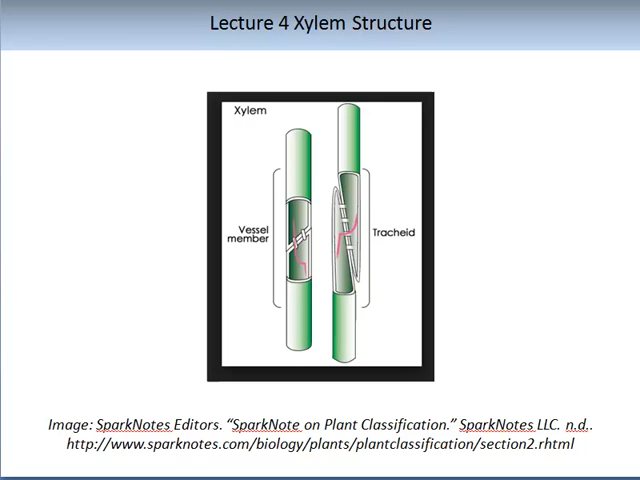 Lecture 4 Xylem Structure
Xylem
Vessel
member
Tracheid
Image: SparkNotes Editors. “SparkNote on Plant Classification.” SparkNotes LLC. n.d..
http://www.sparknotes.com/biology/plants/plantclassification/section2.rhtml